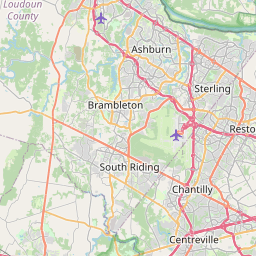 Loudoun
County
Ashburn
Sterling
Brambleton
Resto
South Riding
Chantilly
Centreville